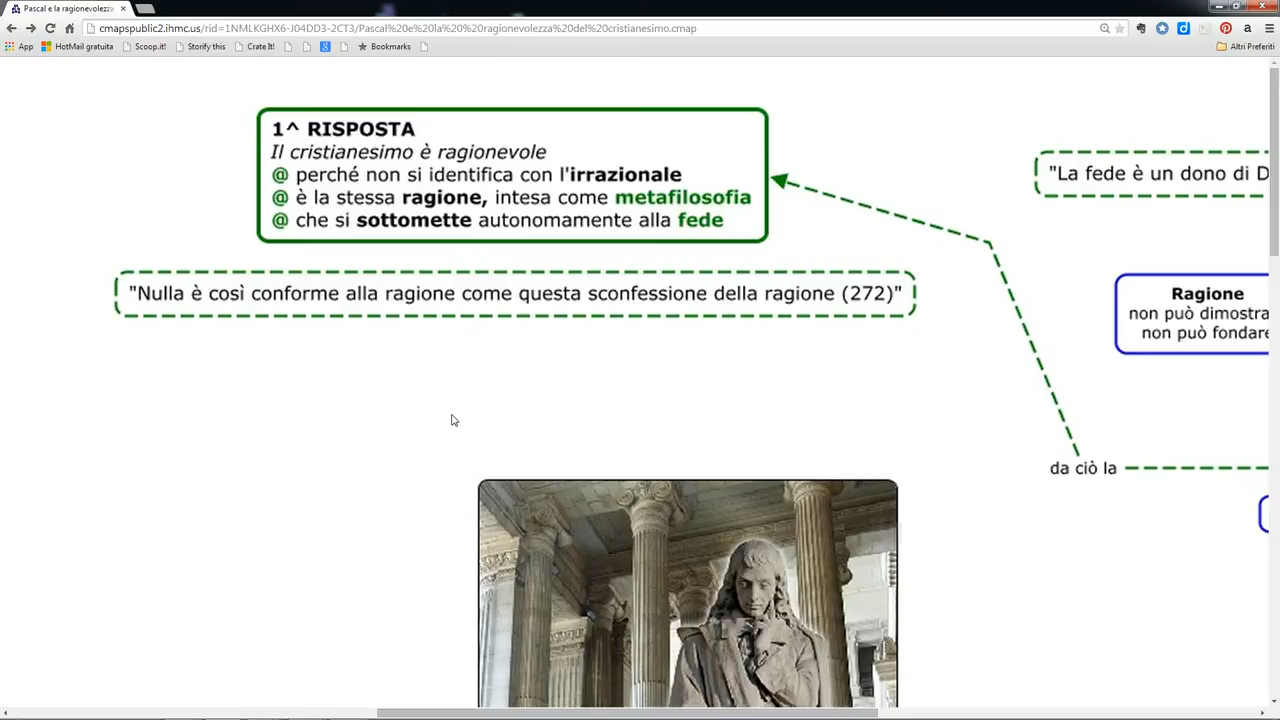 Pascal e la ragionevolezz
cmapspublic2.ihmc.us/rid=1NMLKGHX6-J04DD3-2CT3/Pascal%20e%20la%20%20ragionevolezza%20del%20cristianesimo.cmap
App HotMail gratuita Scoop.it! Storify this Crate It! Bookmarks Altri Preferiti
1^ RISPOSTA
Il cristianesimo è ragionevole
@ perché non si identifica con l'irrazionale
@ è la stessa ragione, intesa come metafilosofia
@ che si sottomette autonomamente alla fede
"La fede è un dono di D
"Nulla è così conforme alla ragione come questa sconfessione della ragione (272)"
Ragione
non può dimostra
non può fondare
da ciò la